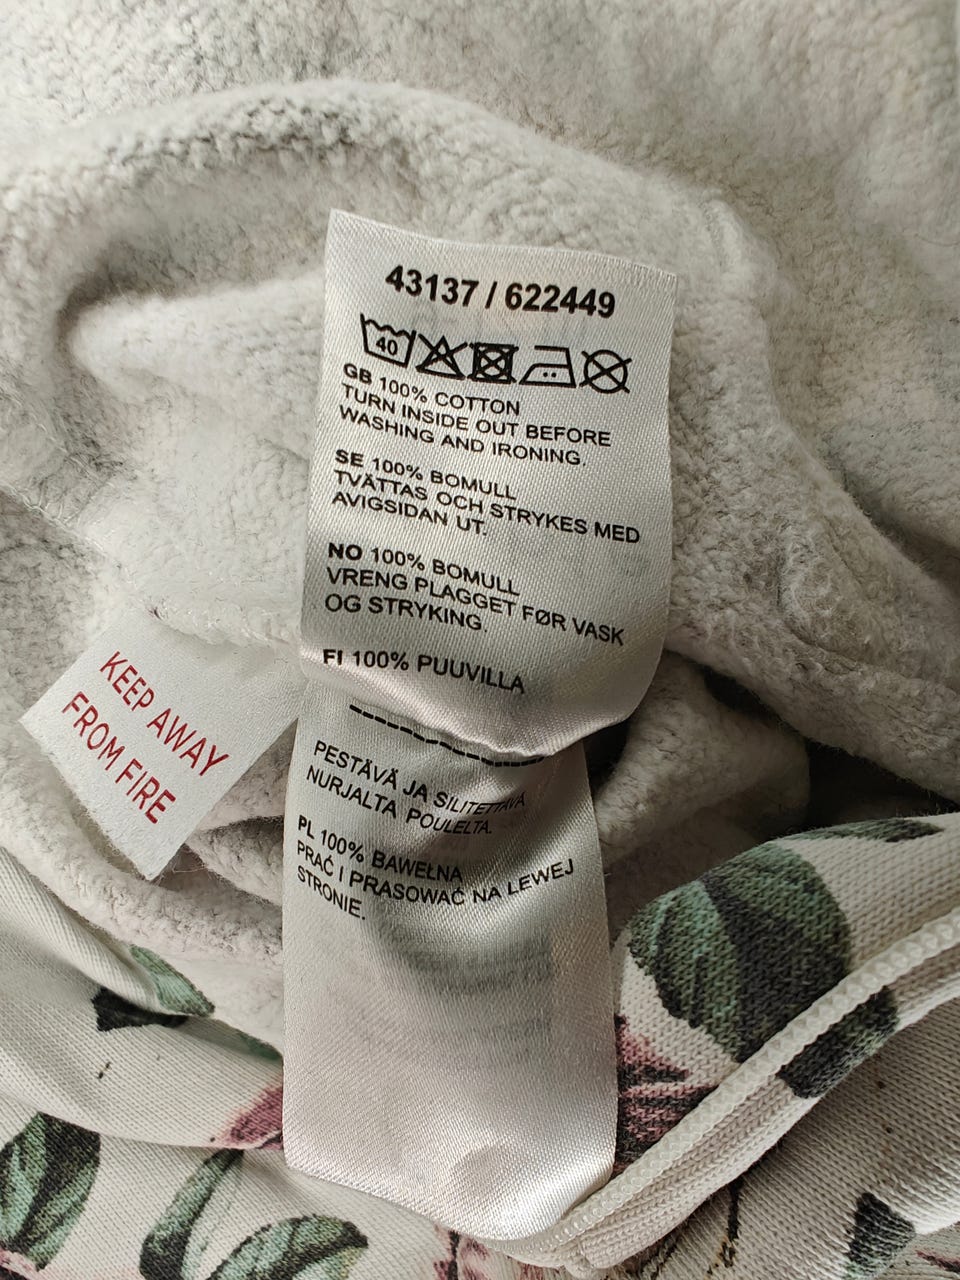 43137 / 622449
40
GB 100% COTTON
TURN INSIDE OUT BEFORE
WASHING AND IRONING.
SE 100% BOMULL
TVÄTTAS OCH STRYKES MED
AVIGSIDAN UT.
NO 100% BOMULL
VRENG PLAGGET FØR VASK
OG STRYKING.
FI 100% PUUVILLA
PESTÄVÄ JA SILITETTÄVÄ
NURJALTA POULELTA.
PL 100% BAWEŁNA
PRAĆ I PRASOWAĆ NA LEWEJ
STRONIE.
KEEP AWAY
FROM FIRE